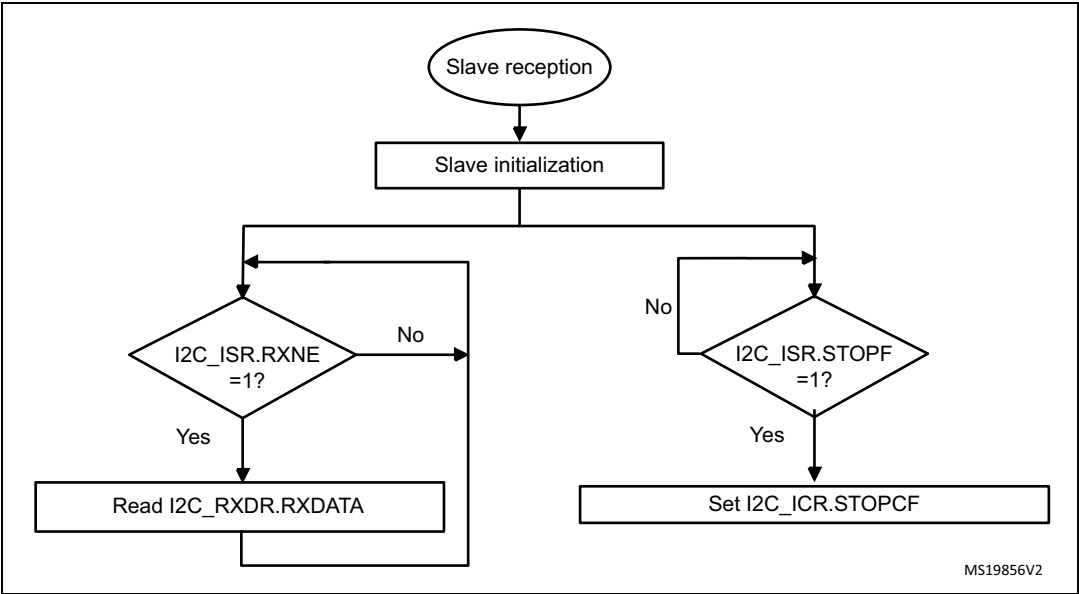 Slave reception
Slave initialization
No
No
I2C_ISR.RXNE
=1?
I2C_ISR.STOPF
=1?
Yes
Yes
Read I2C_RXDR.RXDATA
Set I2C_ICR.STOPCF
MS19856V2